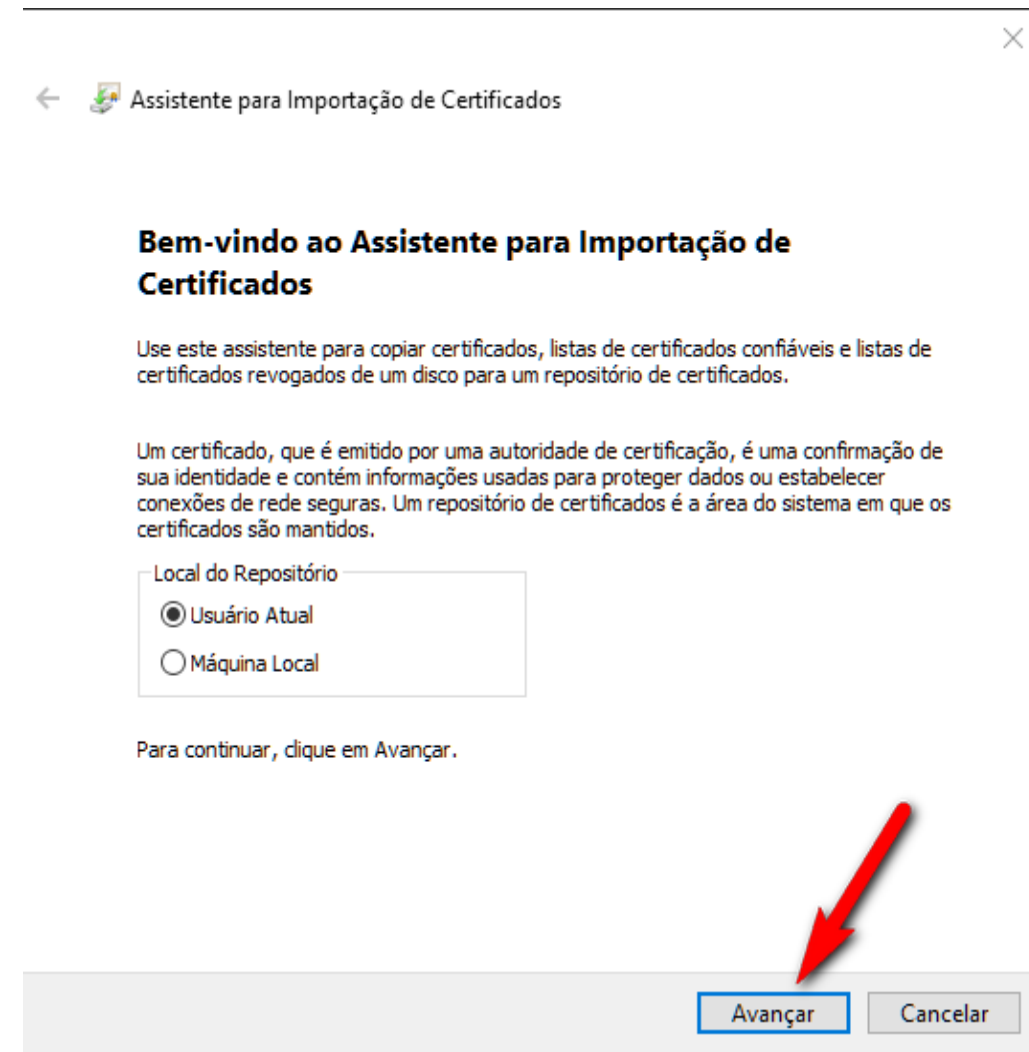 Assistente para Importação de Certificados
Bem-vindo ao Assistente para Importação de
Certificados
Use este assistente para copiar certificados, listas de certificados confiáveis e listas de
certificados revogados de um disco para um repositório de certificados.
Um certificado, que é emitido por uma autoridade de certificação, é uma confirmação de
sua identidade e contém informações usadas para proteger dados ou estabelecer
conexões de rede seguras. Um repositório de certificados é a área do sistema em que os
certificados são mantidos.
Local do Repositório
Usuário Atual
Máquina Local
Para continuar, clique em Avançar.
Avançar
Cancelar